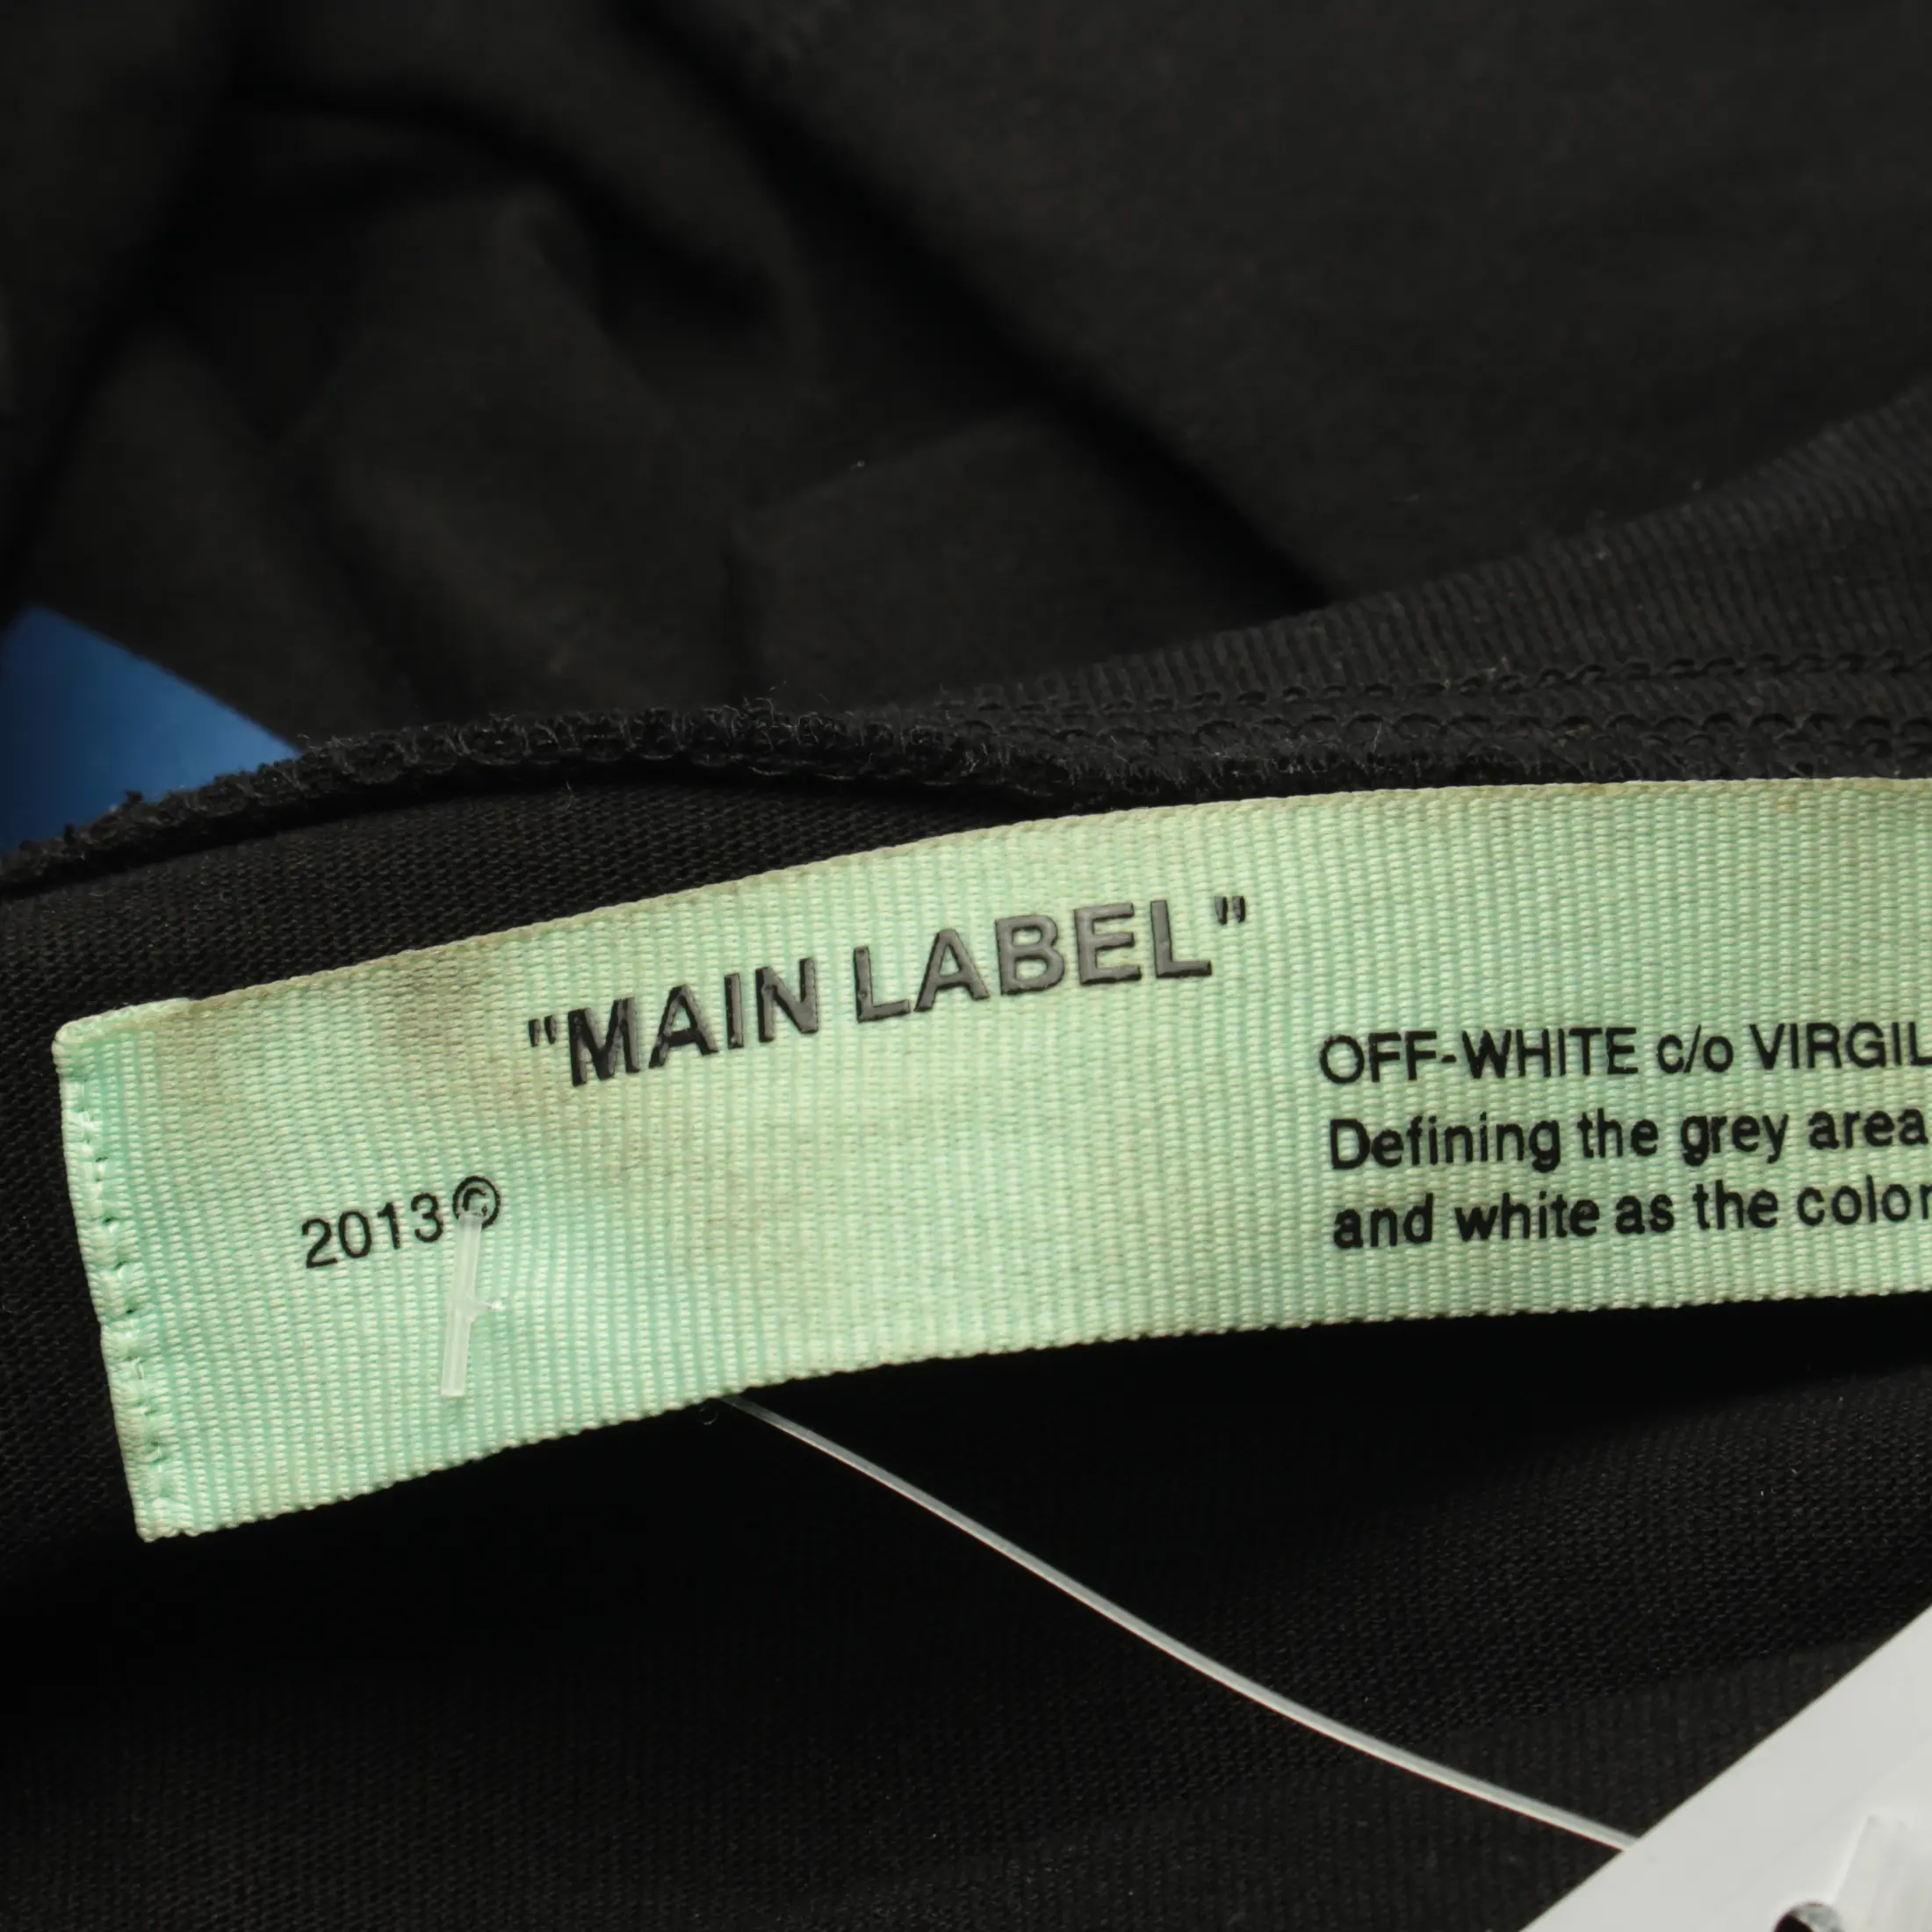 "MAIN LABEL"
2013©
OFF-WHITE c/o VIRGIL
Defining the grey area
and white as the color